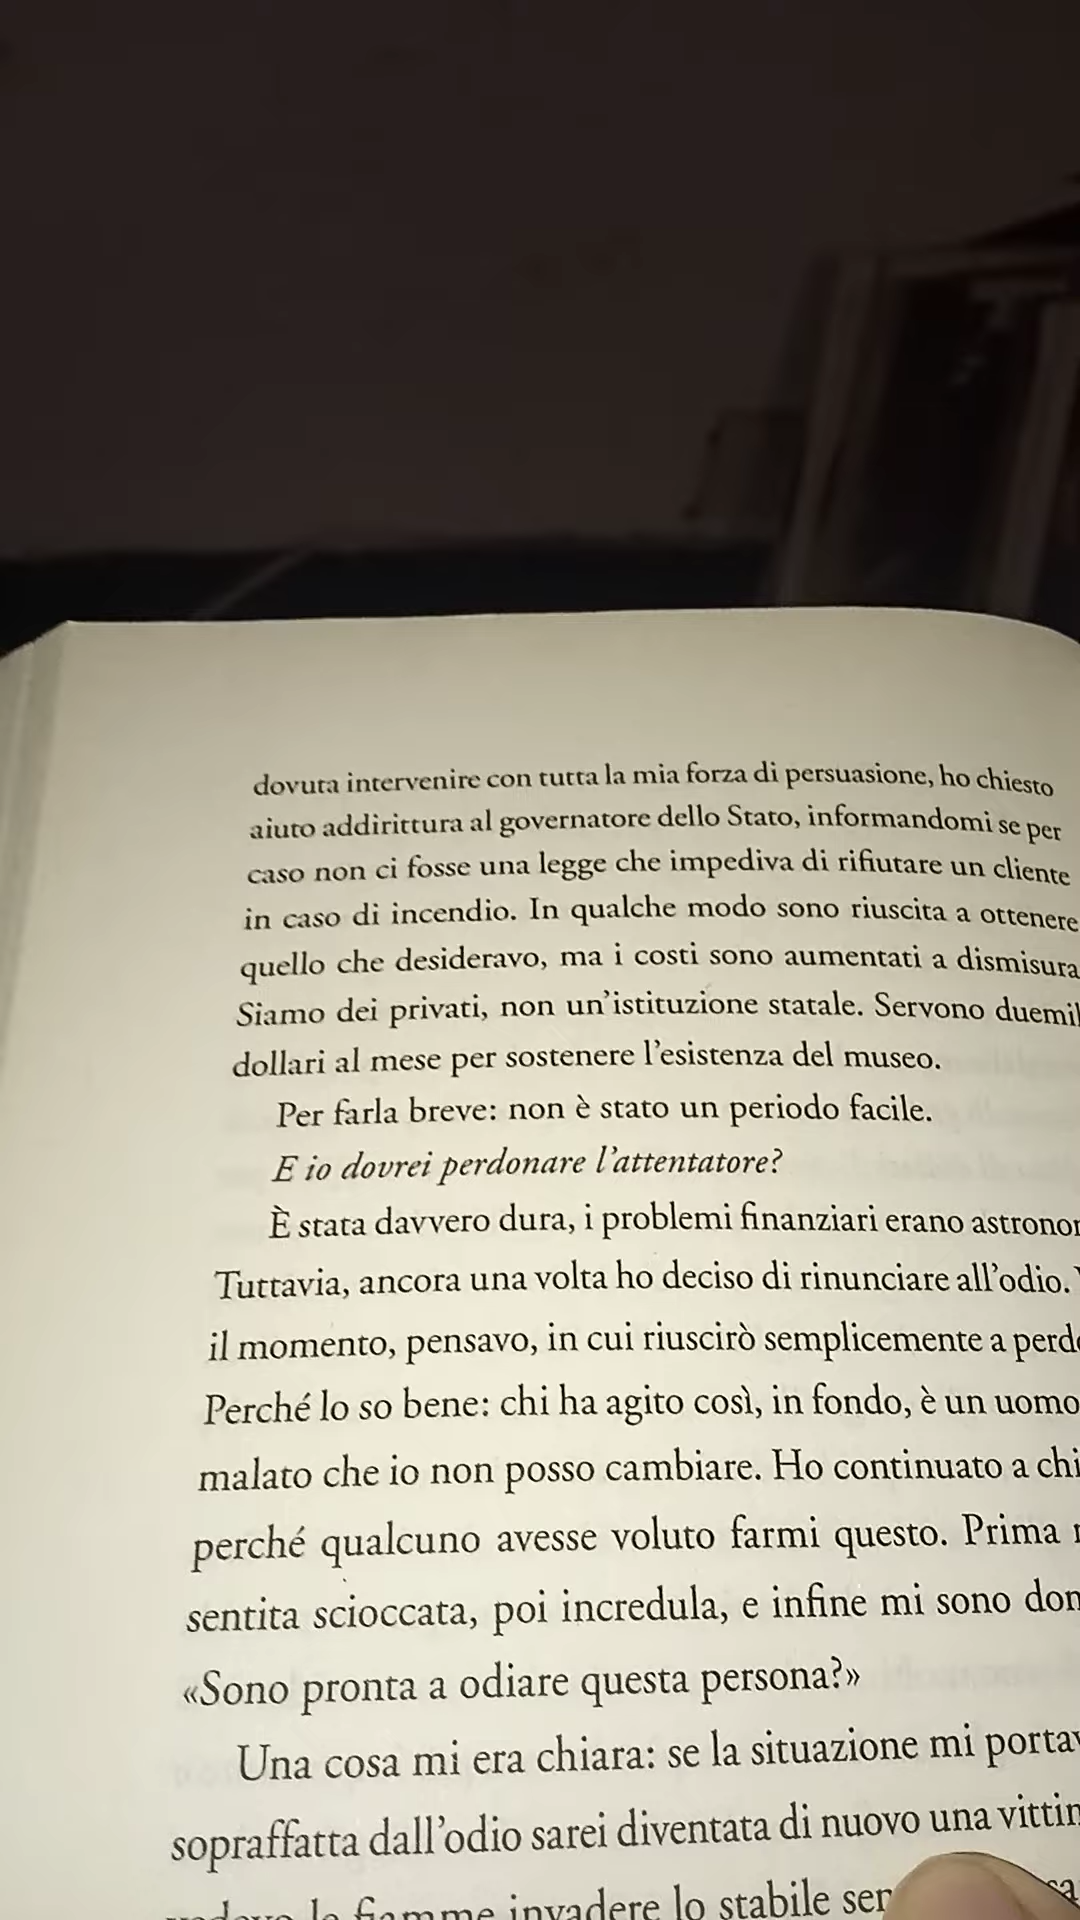 dovuta intervenire con tutta la mia forza di persuasione, ho chiesto
aiuto addirittura al governatore dello Stato, informandomi se per
caso non ci fosse una legge che impediva di rifiutare un cliente
in caso di incendio. In qualche modo sono riuscita a ottenere
quello che desideravo, ma i costi sono aumentati a dismisura
Siamo dei privati, non un'istituzione statale. Servono
dollari al mese per sostenere l'esistenza del museo.
Per farla breve: non è stato un periodo facile.
E io dovrei perdonare l'attentatore?
È stata davvero dura, i problemi finanziari erano
Tuttavia, ancora una volta ho deciso di rinunciare all'odio.
il momento, pensavo, in cui riuscirò semplicemente a
Perché lo so bene: chi ha agito così, in fondo, è un uomo
malato che io non posso cambiare. Ho continuato a
perché qualcuno avesse voluto farmi questo. Prima
sentita scioccata, poi incredula, e infine mi sono
«Sono pronta a odiare questa persona?»
Una cosa mi era chiara: se la situazione mi
sopraffatta dall'odio sarei diventata di nuovo una
le fiamme invadere lo stabile